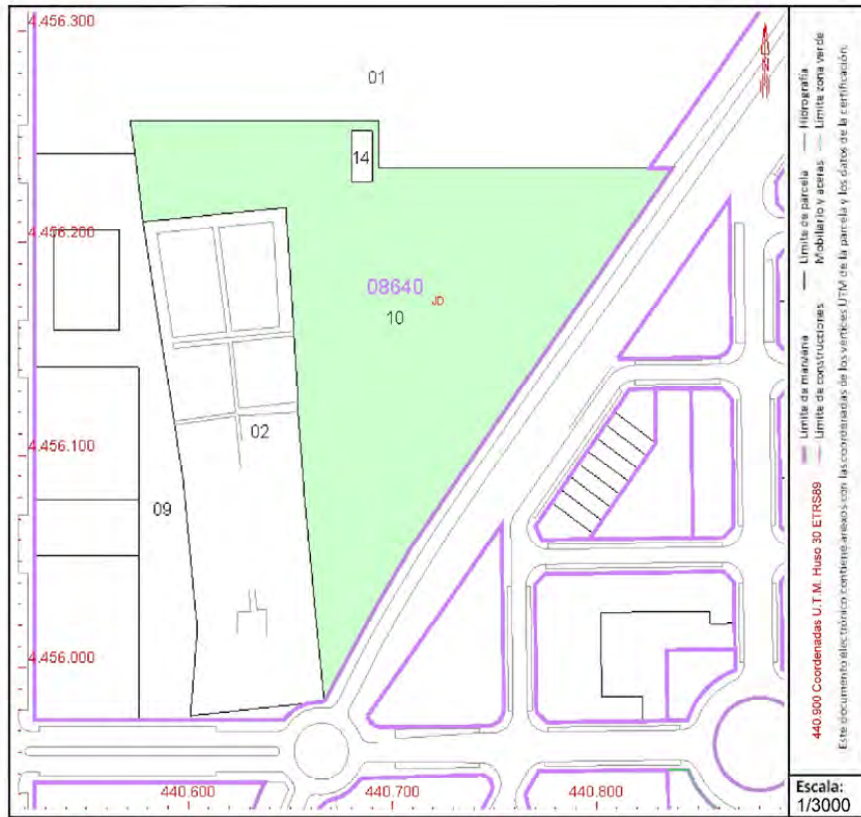 4.456.300
01
N
14
4.456.200
08640
JD
10
4.456.100
02
09
4.456.000
440.600
440.700
440.800
Límite de manzana
Límite de parcela
Hidrografía
Límite de construcciones
Mobiliario y aceras
Límite zona verde
440.900 Coordenadas U.T.M. Huso 30 ETRS89
Este documento electrónico contiene anexos con las coordenadas de los vértices UTM de la parcela y los datos de la certificación.
Escala:
1/3000